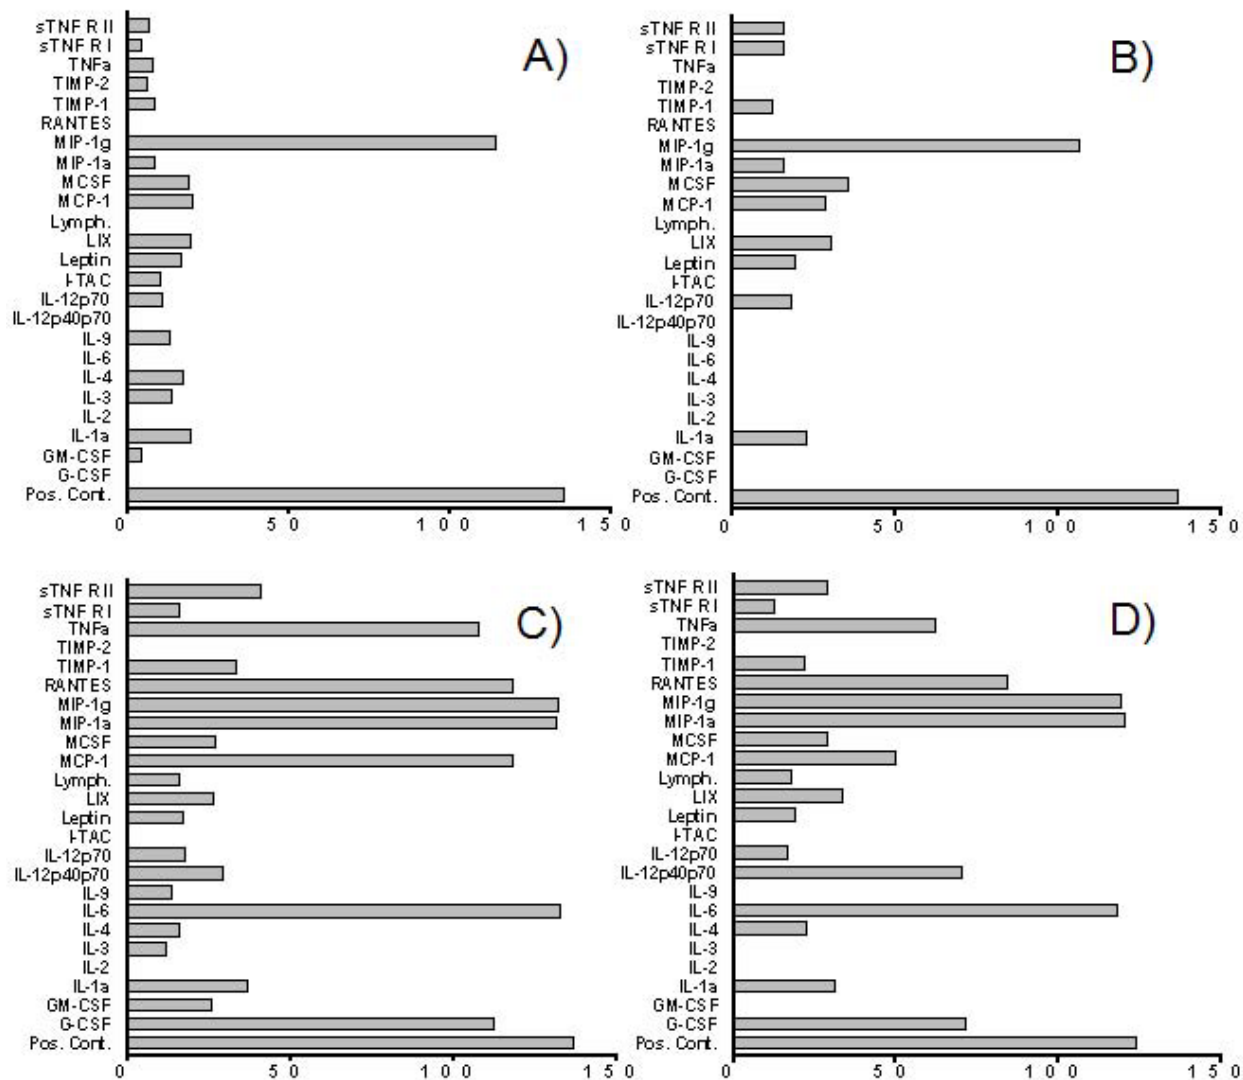 A)
sTNF R II
sTNF R I
TNFa
TIMP-2
TIMP-1
RANTES
MIP-1g
MIP-1a
MCSF
MCP-1
Lymph.
LIX
Leptin
I-TAC
IL-12p70
IL-12p40p70
IL-9
IL-6
IL-4
IL-3
IL-2
IL-1a
GM-CSF
G-CSF
Pos. Cont.
0 50 100 150
B)
sTNF R II
sTNF R I
TNFa
TIMP-2
TIMP-1
RANTES
MIP-1g
MIP-1a
MCSF
MCP-1
Lymph.
LIX
Leptin
I-TAC
IL-12p70
IL-12p40p70
IL-9
IL-6
IL-4
IL-3
IL-2
IL-1a
GM-CSF
G-CSF
Pos. Cont.
0 50 100 150
C)
sTNF R II
sTNF R I
TNFa
TIMP-2
TIMP-1
RANTES
MIP-1g
MIP-1a
MCSF
MCP-1
Lymph.
LIX
Leptin
I-TAC
IL-12p70
IL-12p40p70
IL-9
IL-6
IL-4
IL-3
IL-2
IL-1a
GM-CSF
G-CSF
Pos. Cont.
0 50 100 150
D)
sTNF R II
sTNF R I
TNFa
TIMP-2
TIMP-1
RANTES
MIP-1g
MIP-1a
MCSF
MCP-1
Lymph.
LIX
Leptin
I-TAC
IL-12p70
IL-12p40p70
IL-9
IL-6
IL-4
IL-3
IL-2
IL-1a
GM-CSF
G-CSF
Pos. Cont.
0 50 100 150